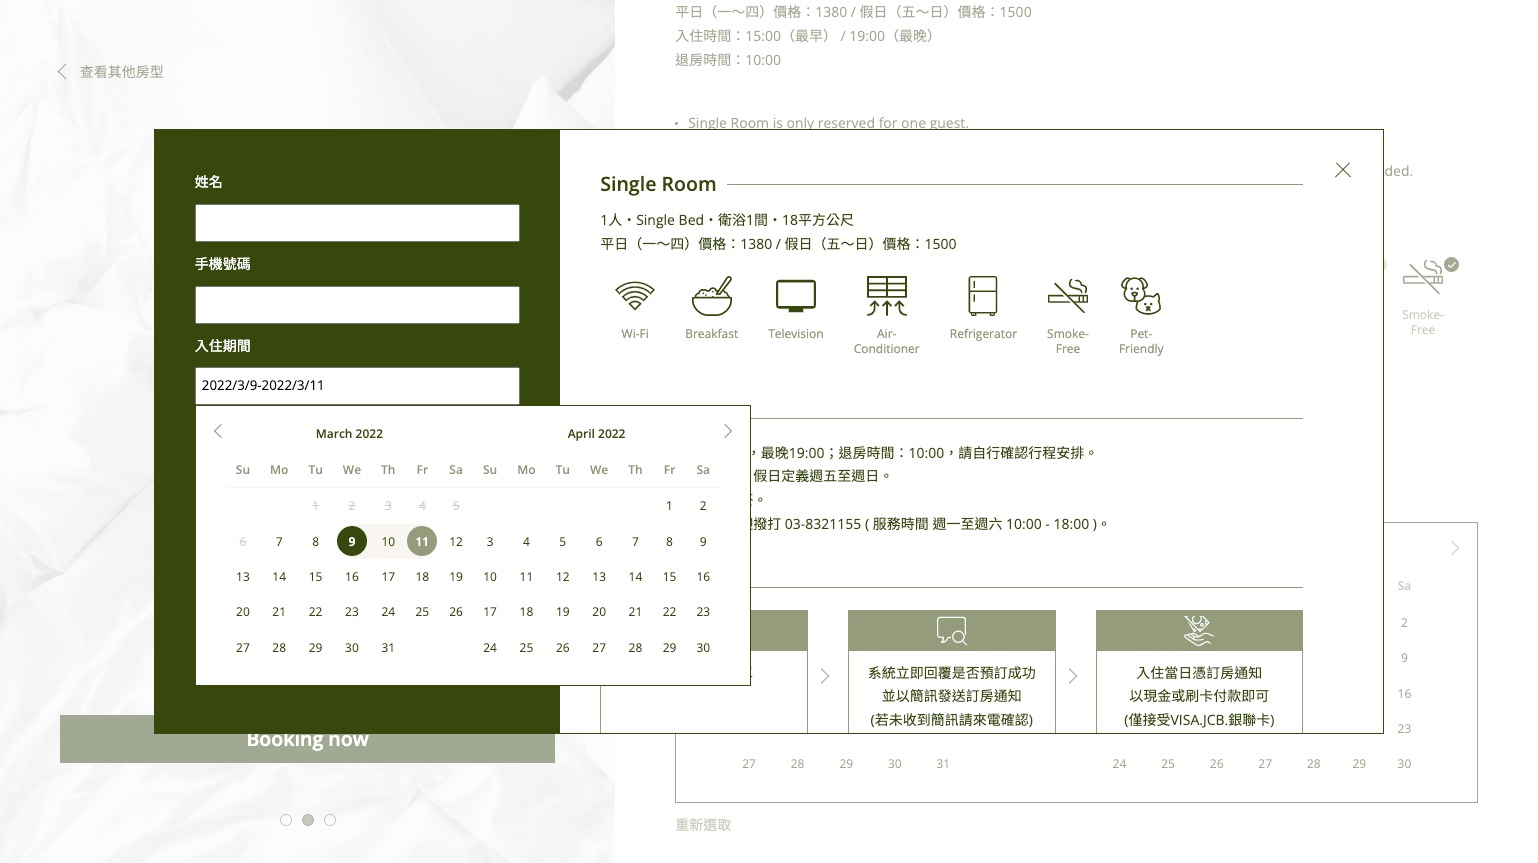 平日（一～四）價格：1380 / 假日（五～日）價格：1500
入住時間：15:00（最早） / 19:00（最晚）
退房時間：10:00
查看其他房型
・ Single Room is only reserved for one guest.
ded.
Smoke-
Free
姓名
手機號碼
入住期間
2022/3/9-2022/3/11
Single Room
1人・Single Bed・衛浴1間・18平方公尺
平日（一～四）價格：1380 / 假日（五～日）價格：1500
Wi-Fi
Breakfast
Television
Air-
Conditioner
Refrigerator
Smoke-
Free
Pet-
Friendly
March 2022
Su Mo Tu We Th Fr Sa
1 2 3 4 5
6 7 8 9 10 11 12
13 14 15 16 17 18 19
20 21 22 23 24 25 26
27 28 29 30 31
April 2022
Su Mo Tu We Th Fr Sa
1 2
3 4 5 6 7 8 9
10 11 12 13 14 15 16
17 18 19 20 21 22 23
24 25 26 27 28 29 30
，最晚19:00；退房時間：10:00，請自行確認行程安排。
假日定義週五至週日。
。
撥打 03-8321155 ( 服務時間 週一至週六 10:00 - 18:00 )。
系統立即回覆是否預訂成功
並以簡訊發送訂房通知
(若未收到簡訊請來電確認)
入住當日憑訂房通知
以現金或刷卡付款即可
(僅接受VISA.JCB.銀聯卡)
Booking now
Sa
2
9
16
23
27 28 29 30 31
24 25 26 27 28 29 30
重新選取